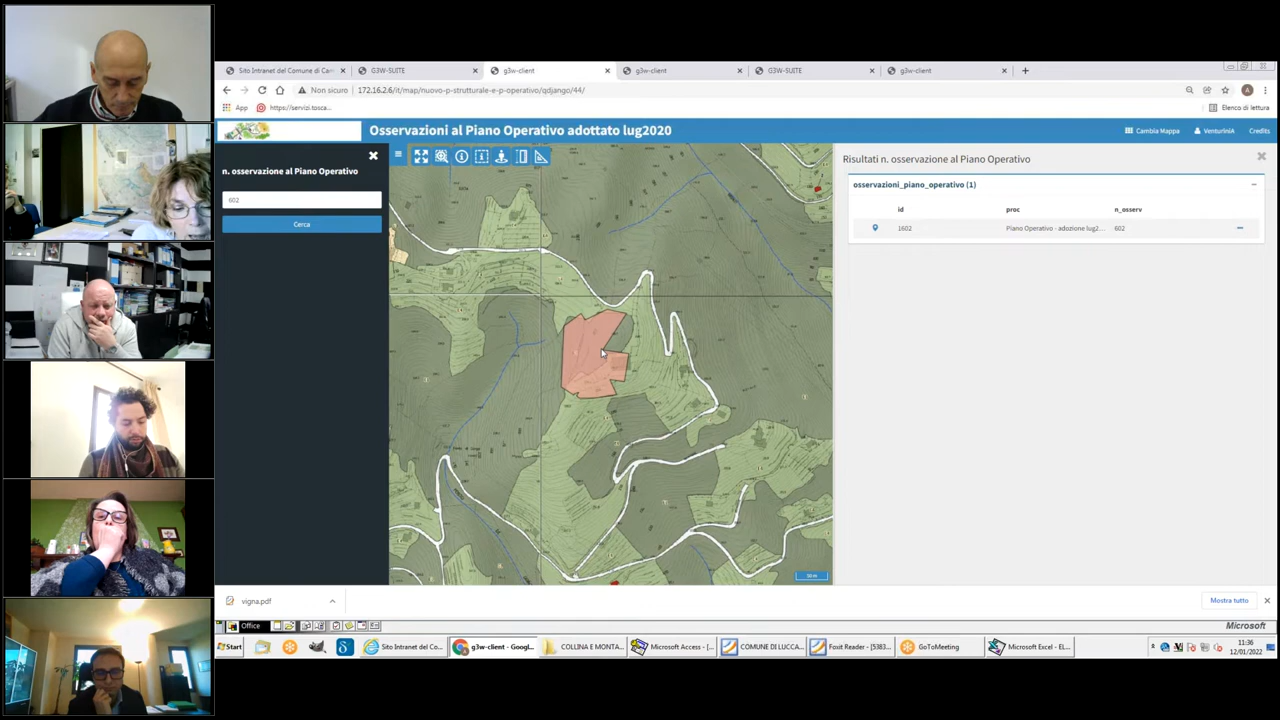 Sito Intranet del Comune di Car
G3W-SUITE
g3w-client
g3w-client
G3W-SUITE
g3w-client
Non sicuro
172.16.2.6/it/map/nuovo-p-strutturale-e-p-operativo/qdjango/44/
App
https://servizi.tosca...
Elenco di lettura
Osservazioni al Piano Operativo adottato lug2020
Cambia Mappa
VenturiniA
Credits
n. osservazione al Piano Operativo
602
Cerca
Risultati n. osservazione al Piano Operativo
osservazioni_piano_operativo (1)
id
proc
n_osserv
1602
Piano Operativo - adozione lug2...
602
50 m
vigna.pdf
Mostra tutto
Office
Microsoft
Start
Sito Intranet del Co...
g3w-client - Googl...
COLLINA E MONTA...
Microsoft Access - [...
COMUNE DI LUCCA...
Foxit Reader - [5383...
GoToMeeting
Microsoft Excel - EL...
11:36
12/01/2022